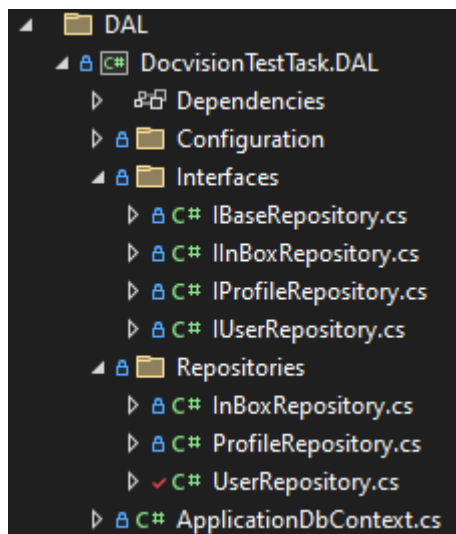 DAL
C# DocvisionTestTask.DAL
Dependencies
Configuration
Interfaces
C# IBaseRepository.cs
C# IInBoxRepository.cs
C# IProfileRepository.cs
C# IUserRepository.cs
Repositories
C# InBoxRepository.cs
C# ProfileRepository.cs
C# UserRepository.cs
C# ApplicationDbContext.cs